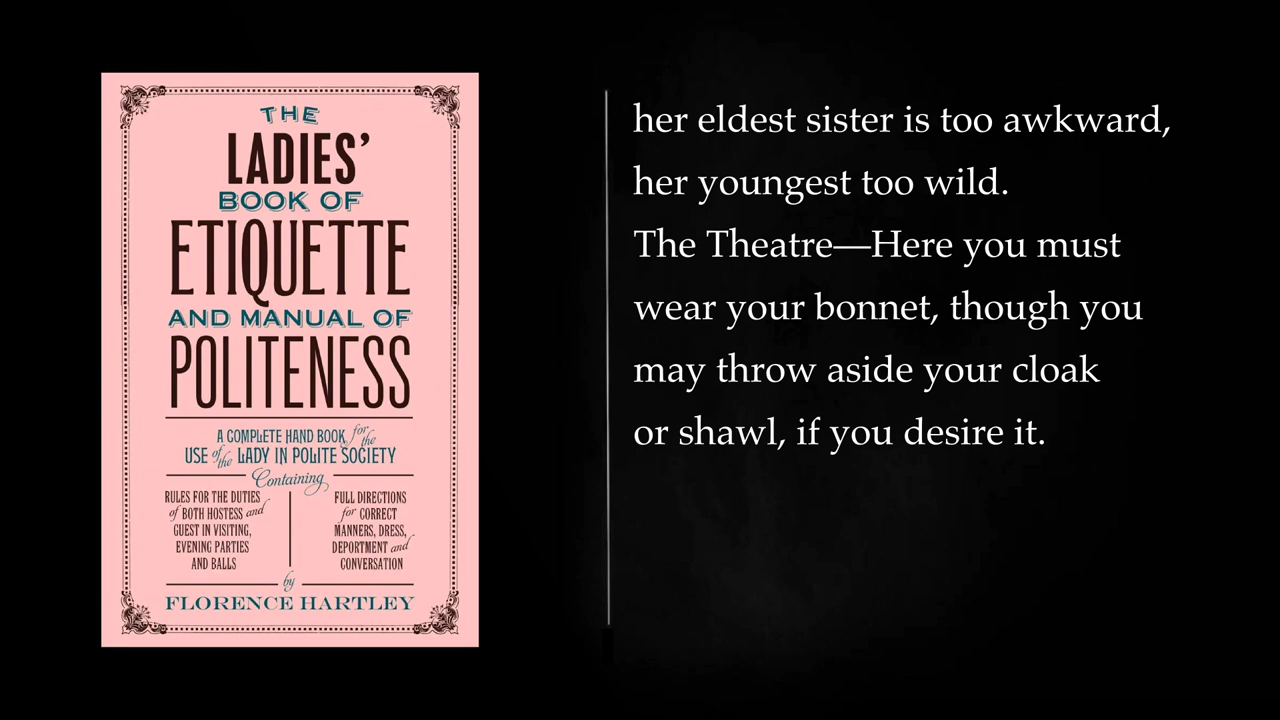 THE
LADIES’
BOOK OF
ETIQUETTE
AND MANUAL OF
POLITENESS
A COMPLETE HAND BOOK for the
USE of the LADY IN POLITE SOCIETY
Containing
RULES FOR THE DUTIES
of BOTH HOSTESS and
GUEST IN VISITING,
EVENING PARTIES
AND BALLS
FULL DIRECTIONS
for CORRECT
MANNERS, DRESS,
DEPORTMENT and
CONVERSATION
by
FLORENCE HARTLEY
her eldest sister is too awkward,
her youngest too wild.
The Theatre—Here you must
wear your bonnet, though you
may throw aside your cloak
or shawl, if you desire it.